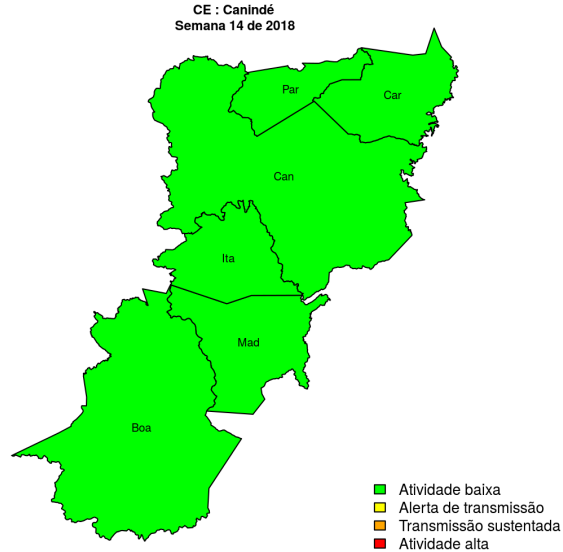 CE : Canindé
Semana 14 de 2018
Par
Car
Can
Ita
Mad
Boa
Atividade baixa
Alerta de transmissão
Transmissão sustentada
Atividade alta